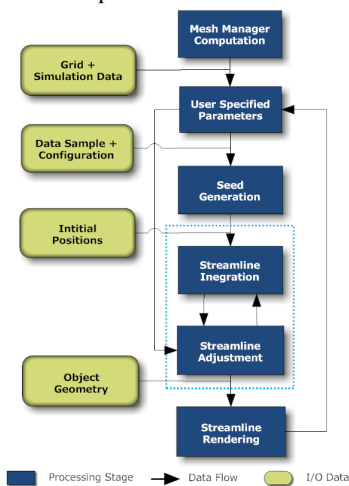 Mesh Manager
Computation
Grid +
Simulation Data
User Specified
Parameters
Data Sample +
Configuration
Seed
Generation
Intitial
Positions
Streamline
Inegration
Streamline
Adjustment
Object
Geometry
Streamline
Rendering
Processing Stage
Data Flow
I/O Data